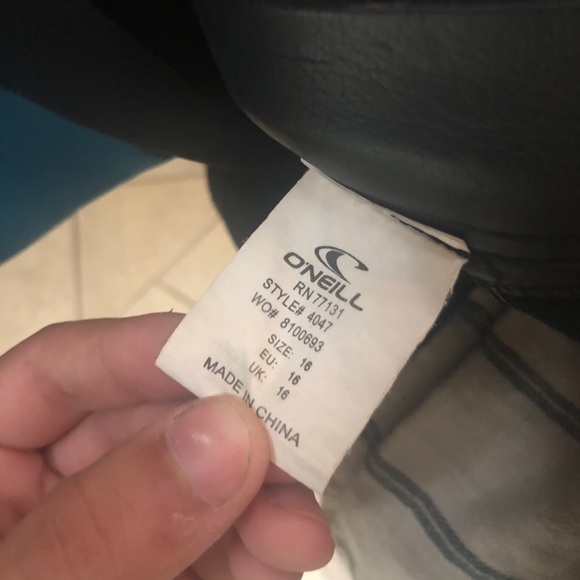 O'NEILL
RN 77131
STYLE# 4047
WO# 8100693
SIZE: 16
EU: 16
UK: 16
MADE IN CHINA